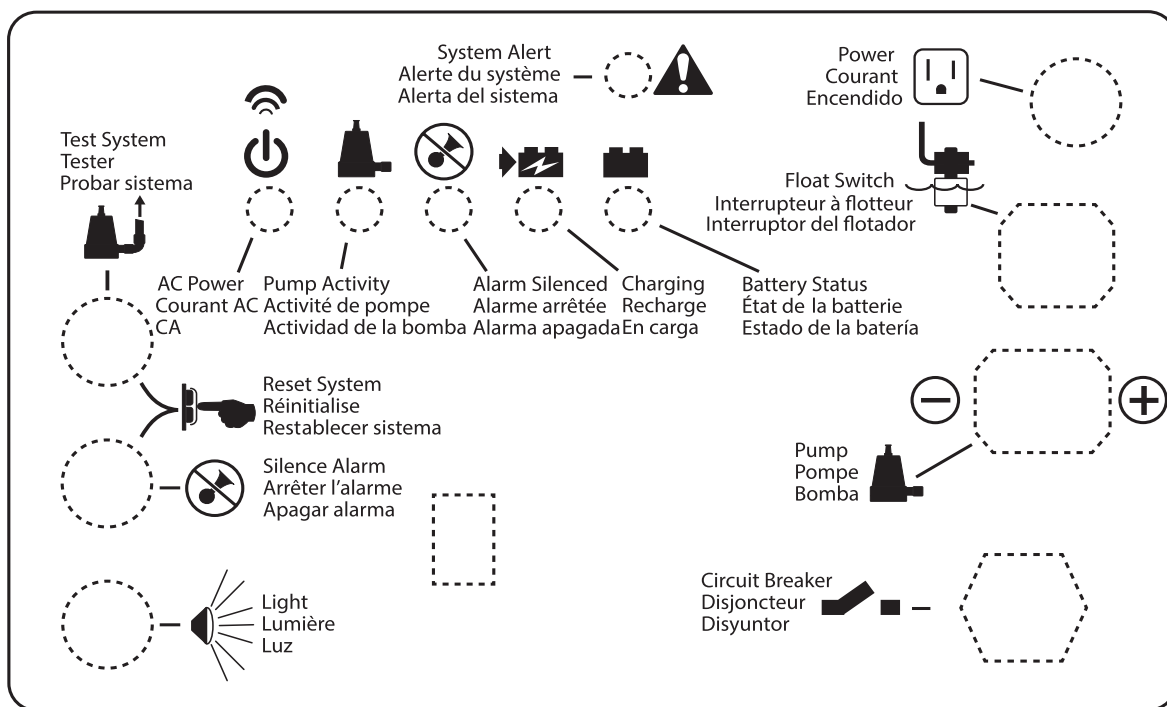 System Alert
Alerte du système
Alerta del sistema
Power
Courant
Encendido
Test System
Tester
Probar sistema
Float Switch
Interrupteur à flotteur
Interruptor del flotador
AC Power
Courant AC
CA
Pump Activity
Activité de pompe
Actividad de la bomba
Alarm Silenced
Alarme arrêtée
Alarma apagada
Charging
Recharge
En carga
Battery Status
État de la batterie
Estado de la batería
Reset System
Réinitialise
Restablecer sistema
Silence Alarm
Arrêter l'alarme
Apagar alarma
Pump
Pompe
Bomba
Circuit Breaker
Disjoncteur
Disyuntor
Light
Lumière
Luz